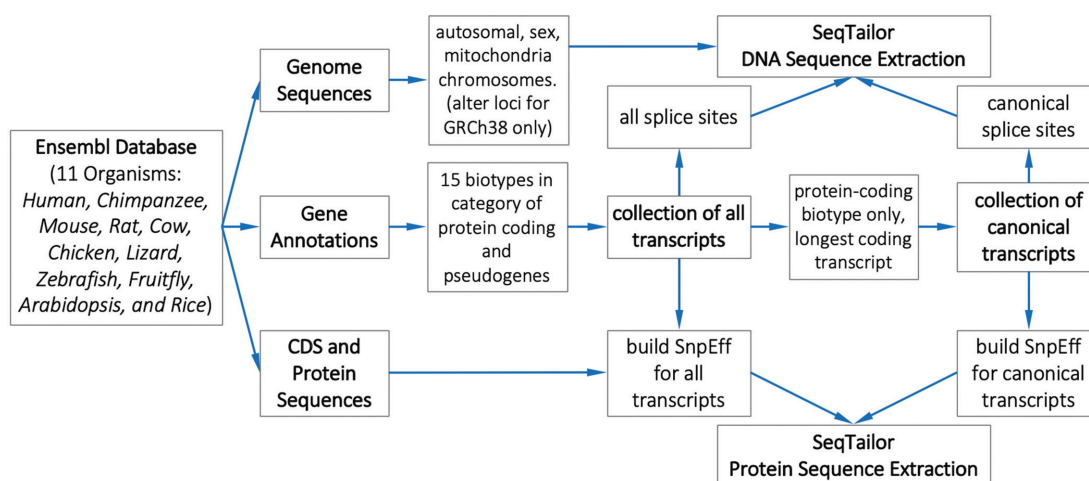 Ensembl Database
(11 Organisms:
Human, Chimpanzee,
Mouse, Rat, Cow,
Chicken, Lizard,
Zebrafish, Fruitfly,
Arabidopsis, and Rice)
Genome
Sequences
autosomal, sex,
mitochondria
chromosomes.
(alter loci for
GRCh38 only)
SeqTailor
DNA Sequence Extraction
all splice sites
canonical
splice sites
Gene
Annotations
15 biotypes in
category of
protein coding
and
pseudogenes
collection of all
transcripts
protein-coding
biotype only,
longest coding
transcript
collection of
canonical
transcripts
CDS and
Protein
Sequences
build SnpEff
for all
transcripts
build SnpEff
for canonical
transcripts
SeqTailor
Protein Sequence Extraction